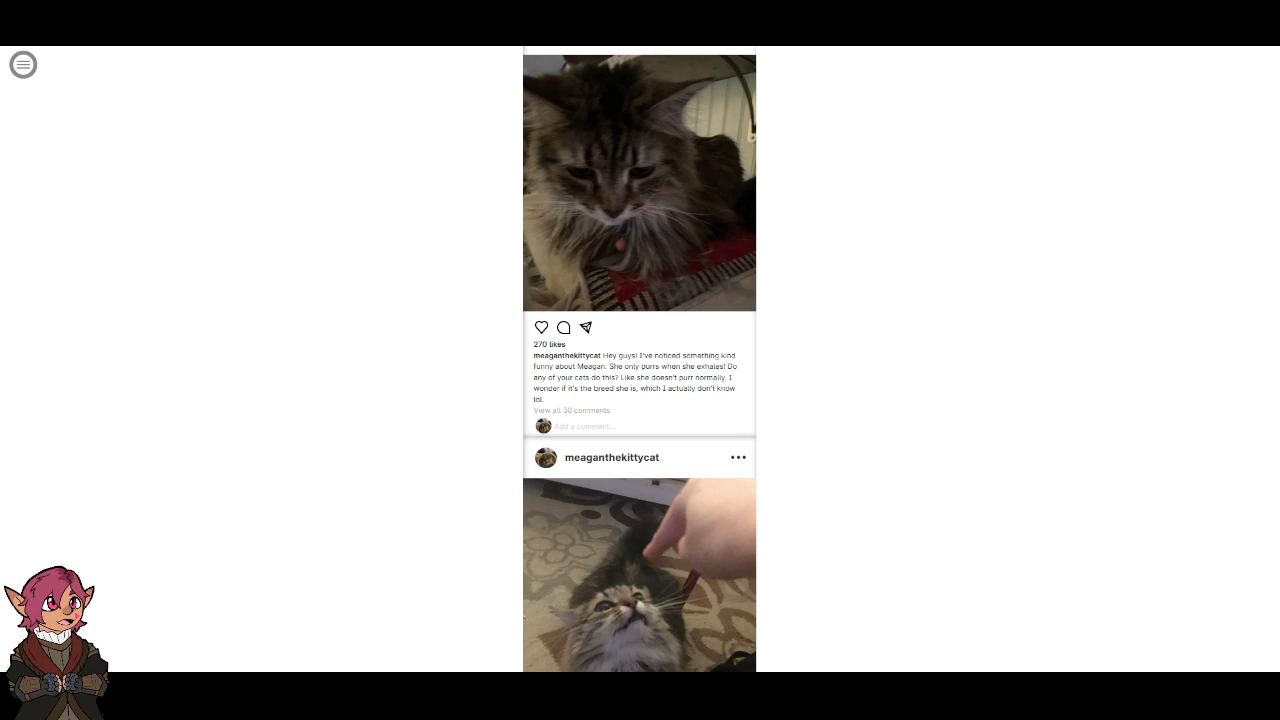 270 likes
meaganthekittycat Hey guys! I've noticed something kind
funny about Meagan. She only purrs when she exhales! Do
any of your cats do this? Like she doesn't purr normally. I
wonder if it's the breed she is, which I actually don't know
lol.
View all 30 comments
Add a comment...
meaganthekittycat